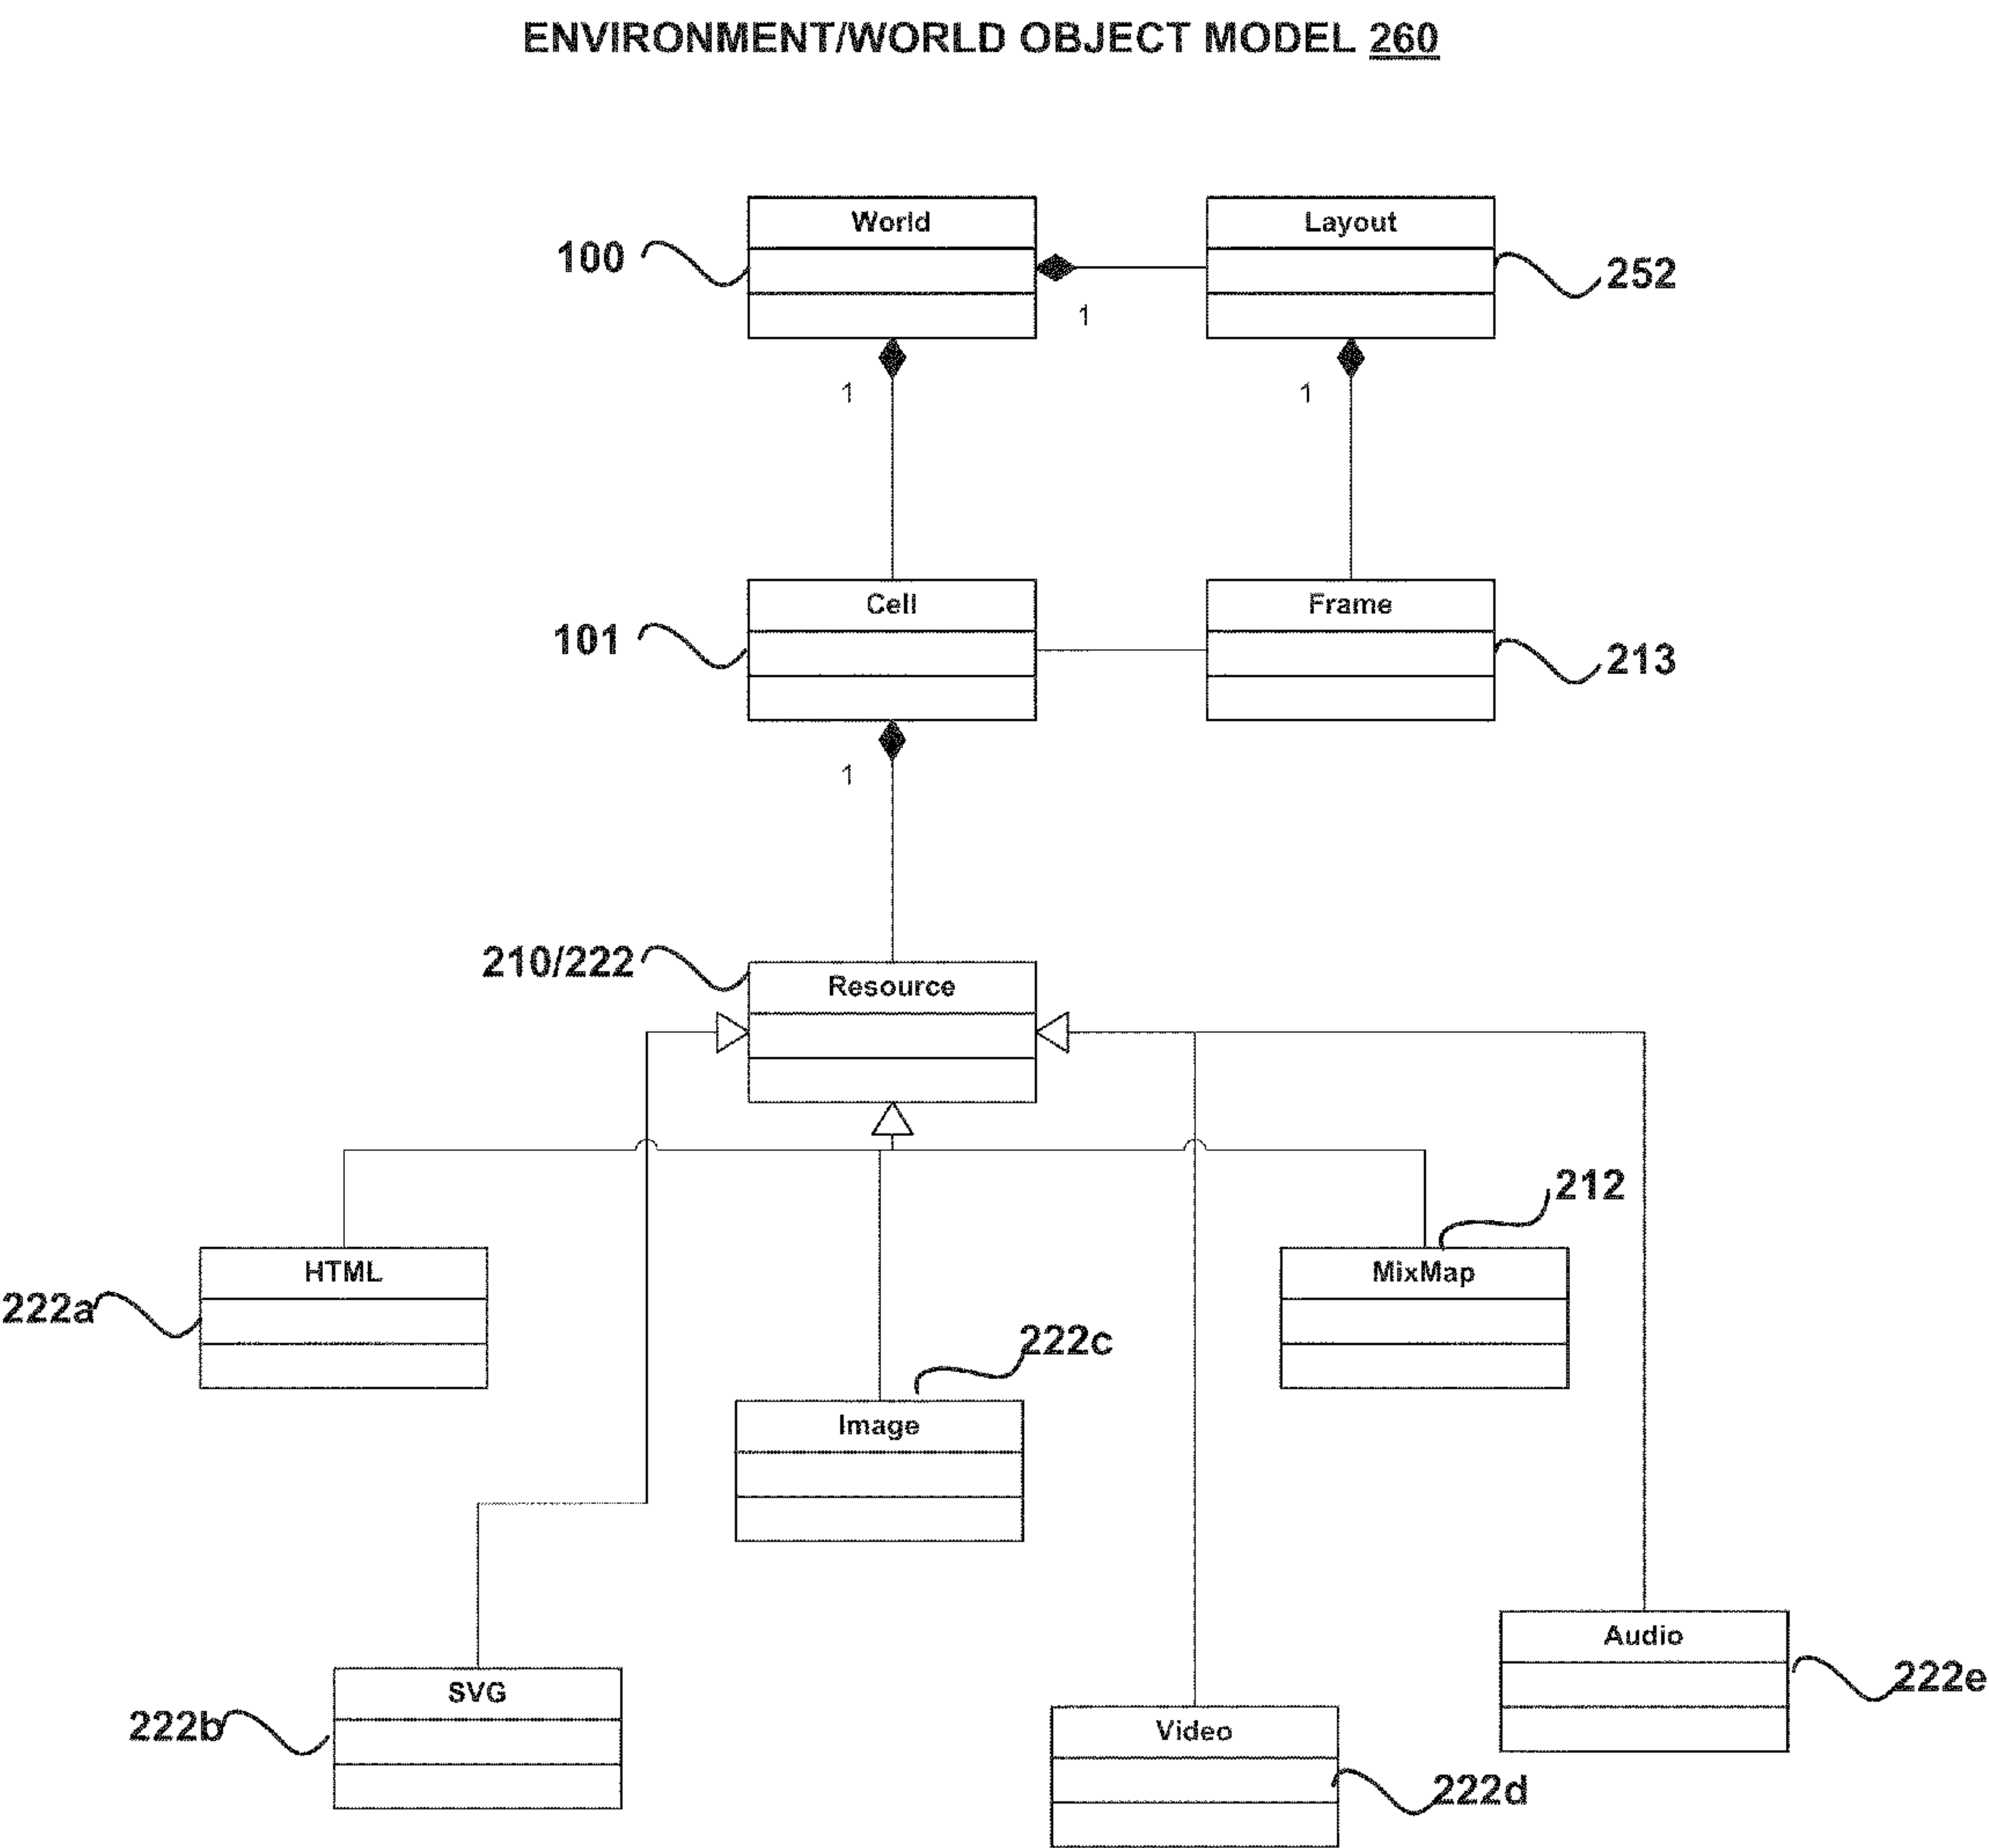 ENVIRONMENT/WORLD OBJECT MODEL 260
World
Layout
100
252
1
1
1
Cell
Frame
101
213
1
210/222
Resource
212
HTML
MixMap
222a
222c
Image
Audio
222e
SVG
222b
Video
222d